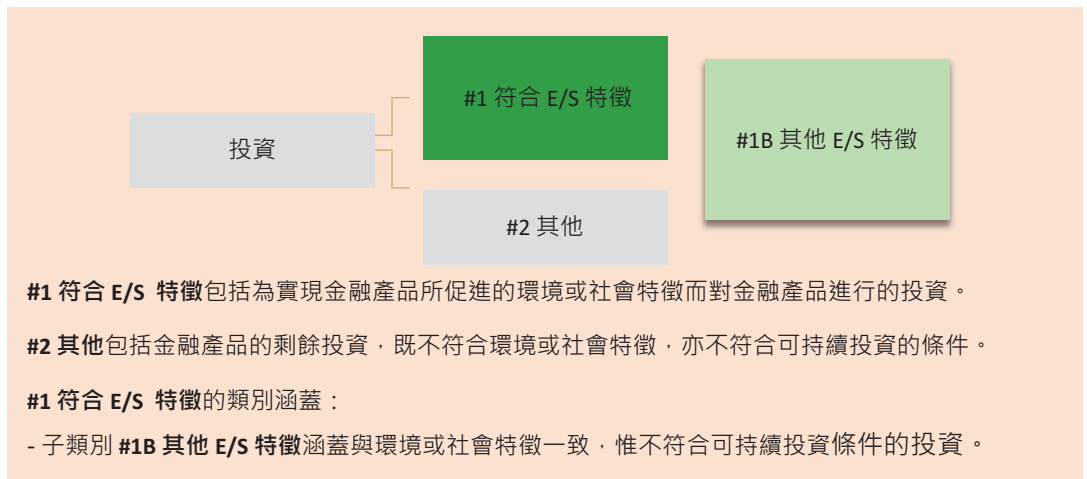 #1 符合 E/S 特徵
#1B 其他 E/S 特徵
投資
#2 其他
#1 符合 E/S 特徵包括為實現金融產品所促進的環境或社會特徵而對金融產品進行的投資。
#2 其他包括金融產品的剩餘投資，既不符合環境或社會特徵，亦不符合可持續投資的條件。
#1 符合 E/S 特徵的類別涵蓋：
- 子類別 #1B 其他 E/S 特徵涵蓋與環境或社會特徵一致，惟不符合可持續投資條件的投資。